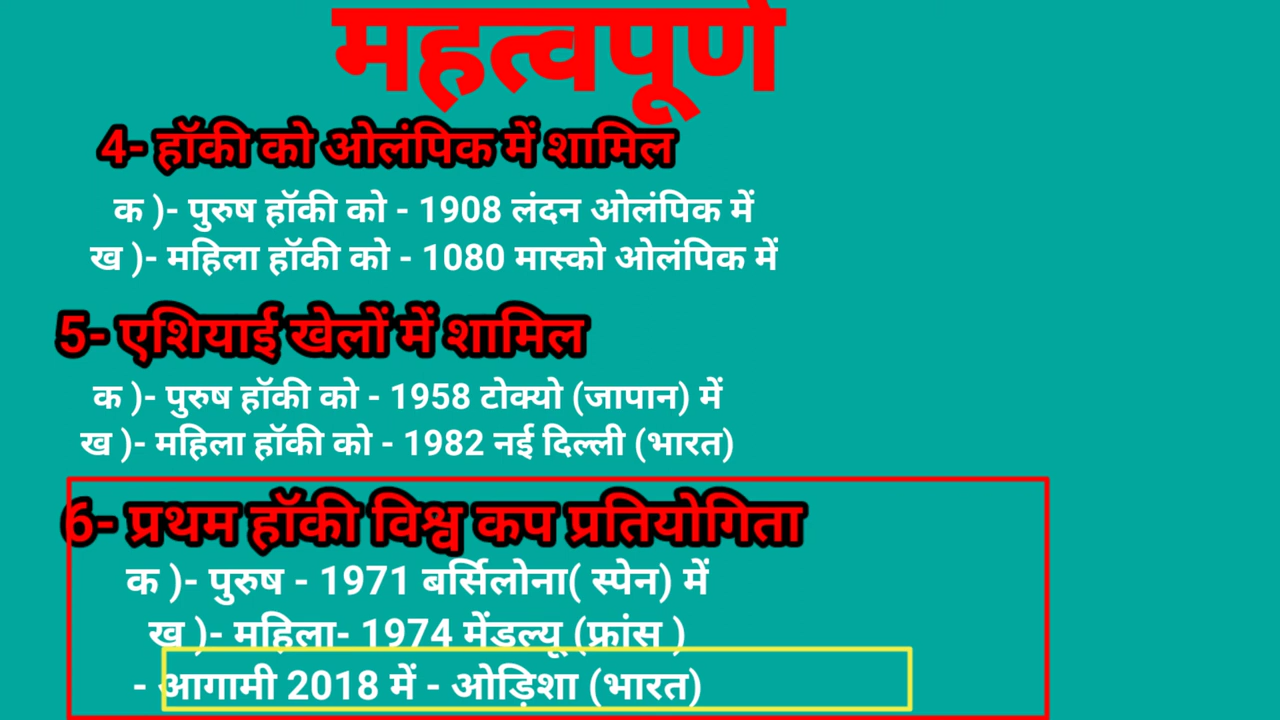 महत्वपूर्ण
4- हॉकी को ओलंपिक में शामिल
क )- पुरुष हॉकी को - 1908 लंदन ओलंपिक में
ख )- महिला हॉकी को - 1080 मास्को ओलंपिक में
5- एशियाई खेलों में शामिल
क )- पुरुष हॉकी को - 1958 टोक्यो (जापान) में
ख )- महिला हॉकी को - 1982 नई दिल्ली (भारत)
6- प्रथम हॉकी विश्व कप प्रतियोगिता
क )- पुरुष - 1971 बर्सिलोना( स्पेन) में
ख )- महिला- 1974 मेंडल्यू (फ्रांस )
- आगामी 2018 में - ओड़िशा (भारत)